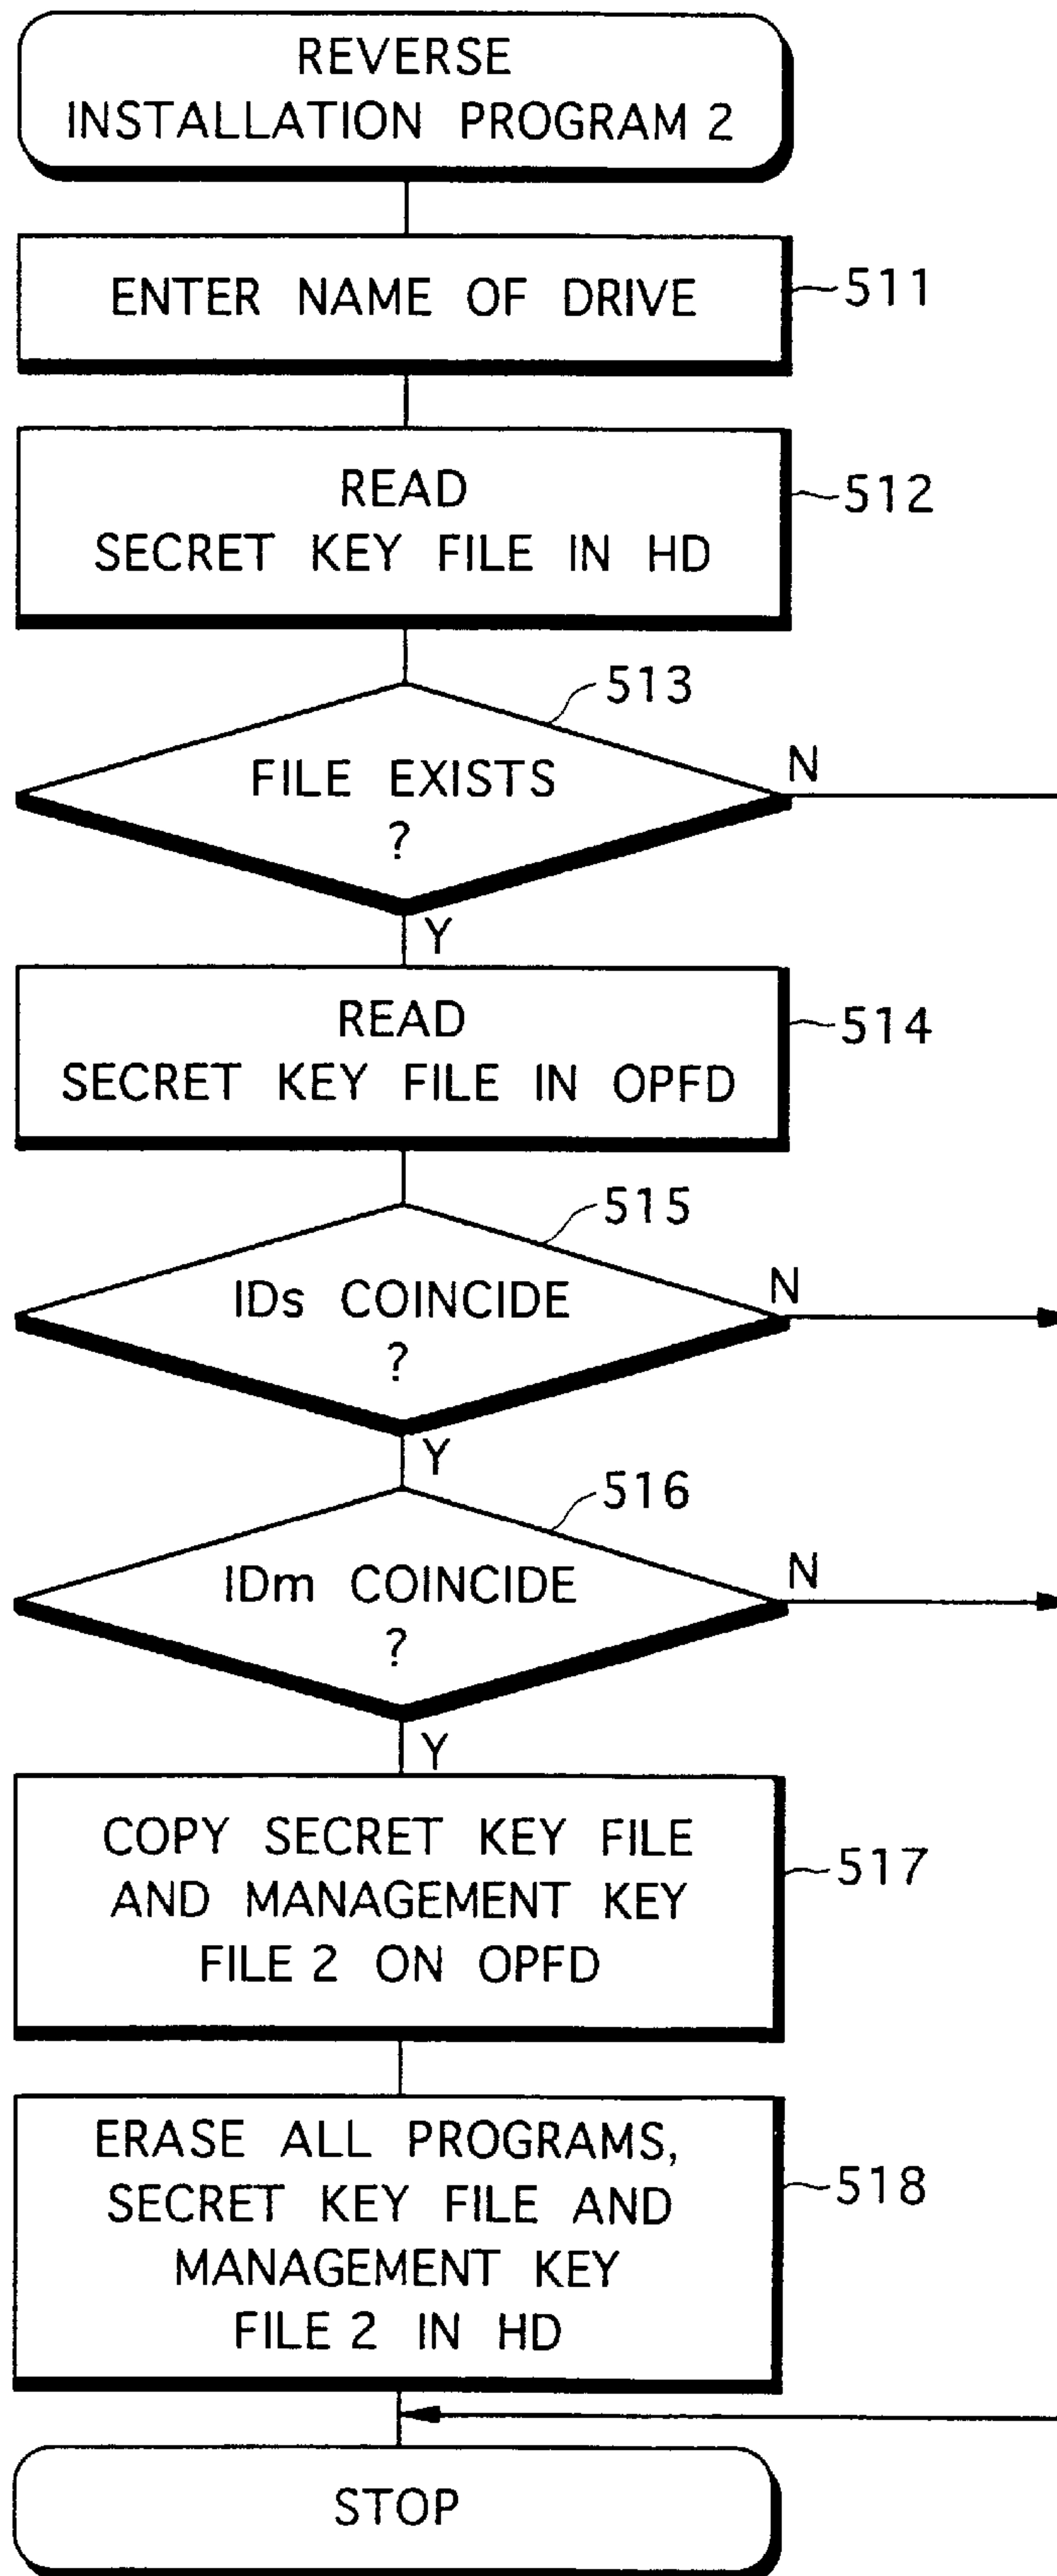 REVERSE
INSTALLATION PROGRAM 2
ENTER NAME OF DRIVE
511
READ
SECRET KEY FILE IN HD
512
513
FILE EXISTS
?
N
Y
READ
SECRET KEY FILE IN OPFD
514
515
IDs COINCIDE
?
N
Y
516
IDm COINCIDE
?
N
Y
COPY SECRET KEY FILE
AND MANAGEMENT KEY
FILE 2 ON OPFD
517
ERASE ALL PROGRAMS,
SECRET KEY FILE AND
MANAGEMENT KEY
FILE 2 IN HD
518
STOP